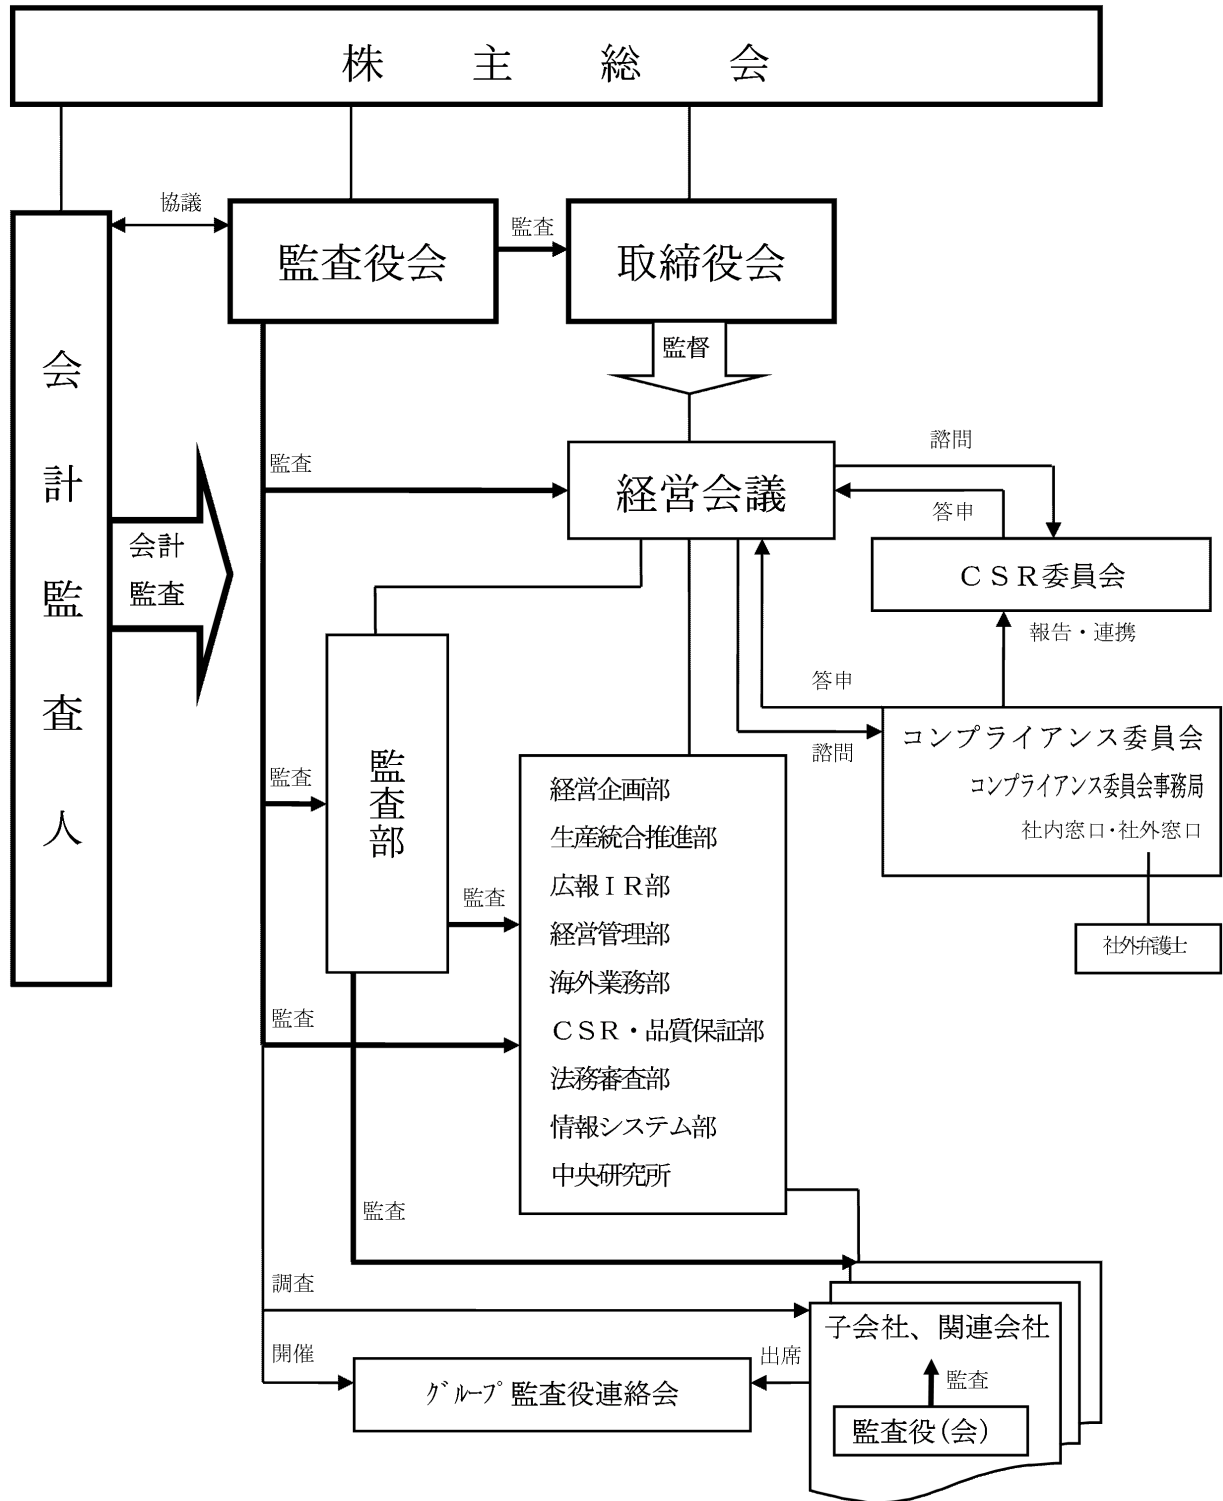 株主総会
協議
監査役会
監査
取締役会
監督
会計監査人
会計
監査
監査
経営会議
諮問
答申
ＣＳＲ委員会
報告・連携
答申
諮問
コンプライアンス委員会
コンプライアンス委員会事務局
社内窓口・社外窓口
社外弁護士
監査
監査部
監査
経営企画部
生産統合推進部
広報ＩＲ部
経営管理部
海外業務部
ＣＳＲ・品質保証部
法務審査部
情報システム部
中央研究所
監査
監査
調査
子会社、関連会社
監査
監査役(会)
開催
出席
ｸﾞﾙｰﾌﾟ監査役連絡会